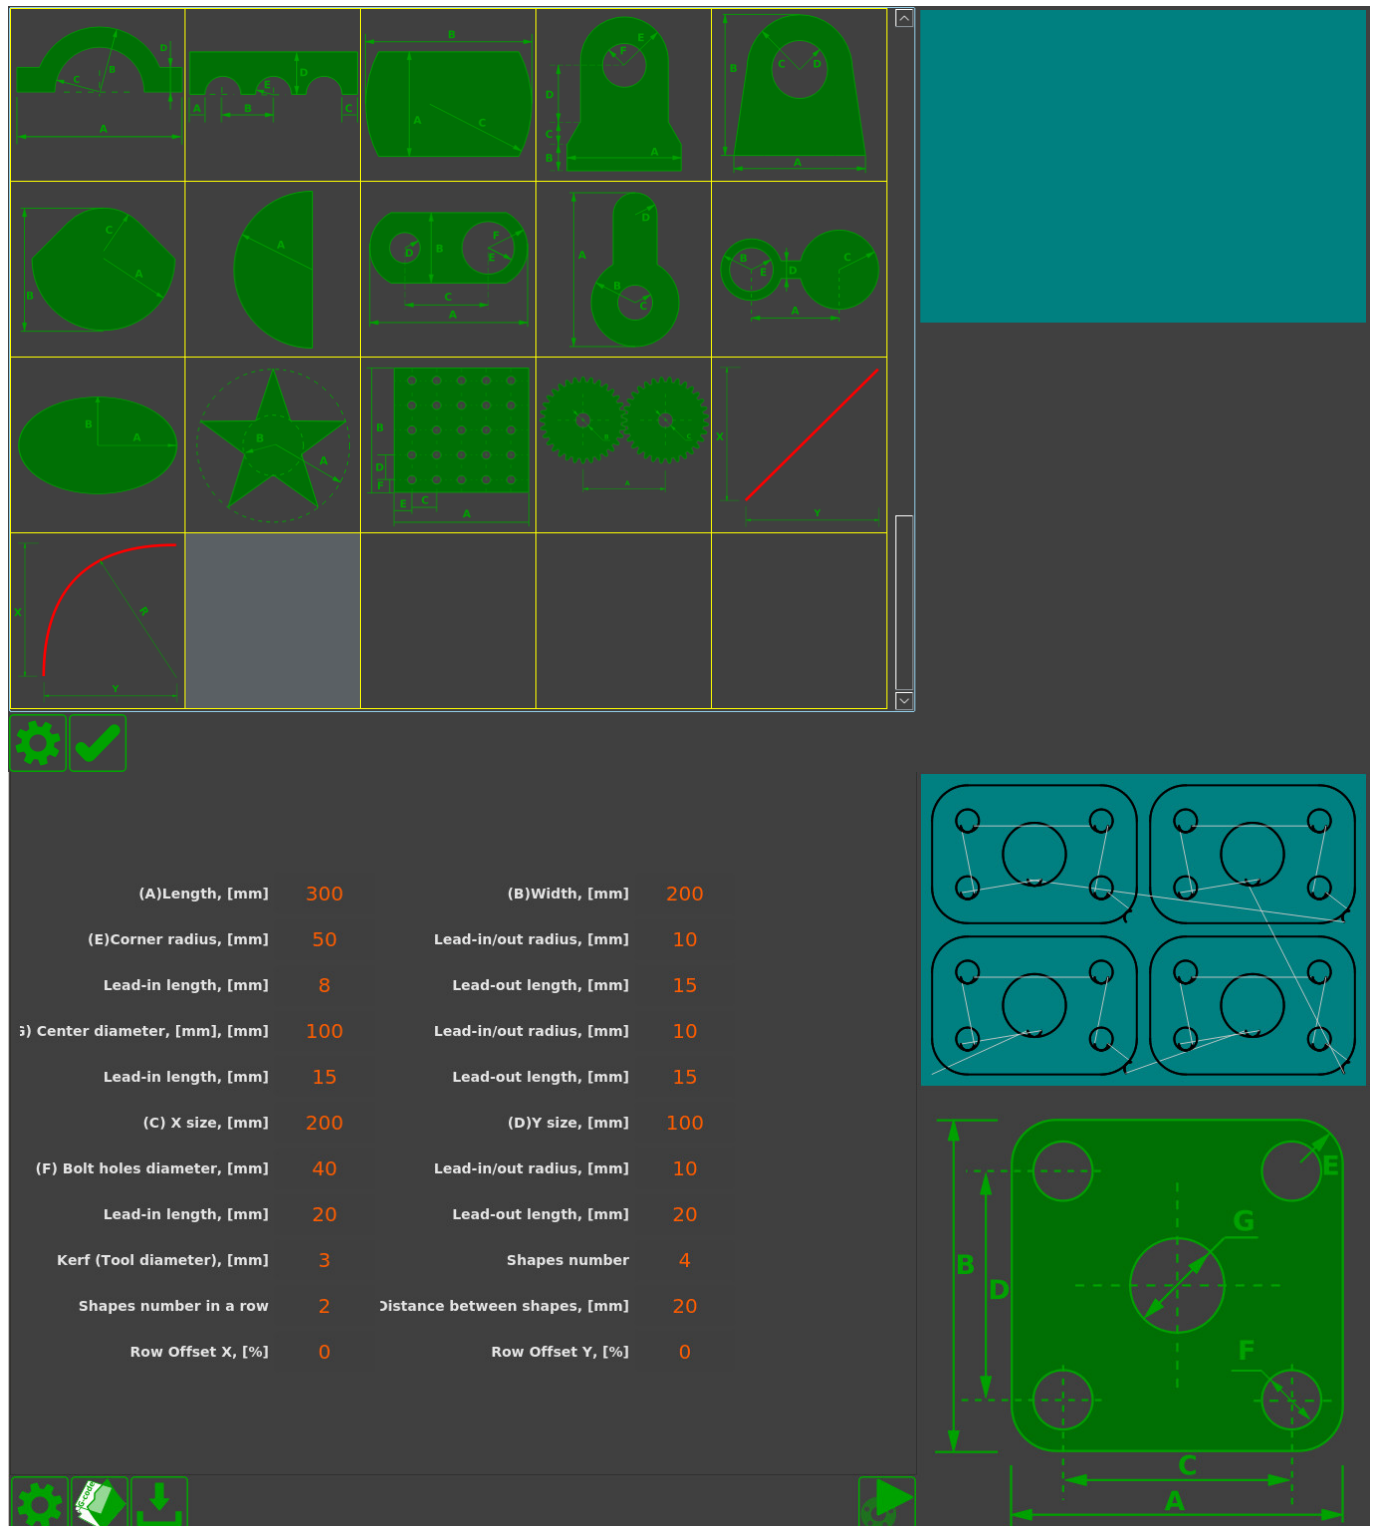 D
B
C
A
D
E
A
B
C
B
A
C
F
E
D
C
B
A
B
C
D
A
C
A
B
A
F
D
B
E
C
A
D
A
B
C
B
E
D
C
A
B
A
B
A
B
D
F
E
C
A
A
X
Y
X
R
Y
(A)Length, [mm] 300 (B)Width, [mm] 200
(E)Corner radius, [mm] 50 Lead-in/out radius, [mm] 10
Lead-in length, [mm] 8 Lead-out length, [mm] 15
) Center diameter, [mm], [mm] 100 Lead-in/out radius, [mm] 10
Lead-in length, [mm] 15 Lead-out length, [mm] 15
(C) X size, [mm] 200 (D)Y size, [mm] 100
(F) Bolt holes diameter, [mm] 40 Lead-in/out radius, [mm] 10
Lead-in length, [mm] 20 Lead-out length, [mm] 20
Kerf (Tool diameter), [mm] 3 Shapes number 4
Shapes number in a row 2 Distance between shapes, [mm] 20
Row Offset X, [%] 0 Row Offset Y, [%] 0
E
G
B
D
F
C
A
G-code